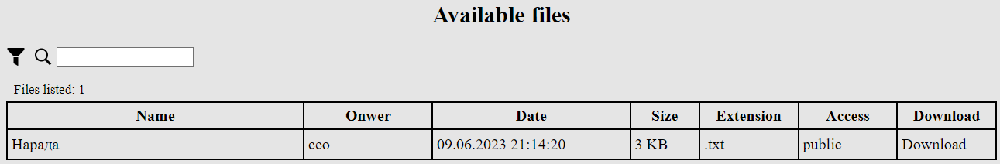 Available files
Files listed: 1
Name Onwer Date Size Extension Access Download
Нарада ceo 09.06.2023 21:14:20 3 KB .txt public Download